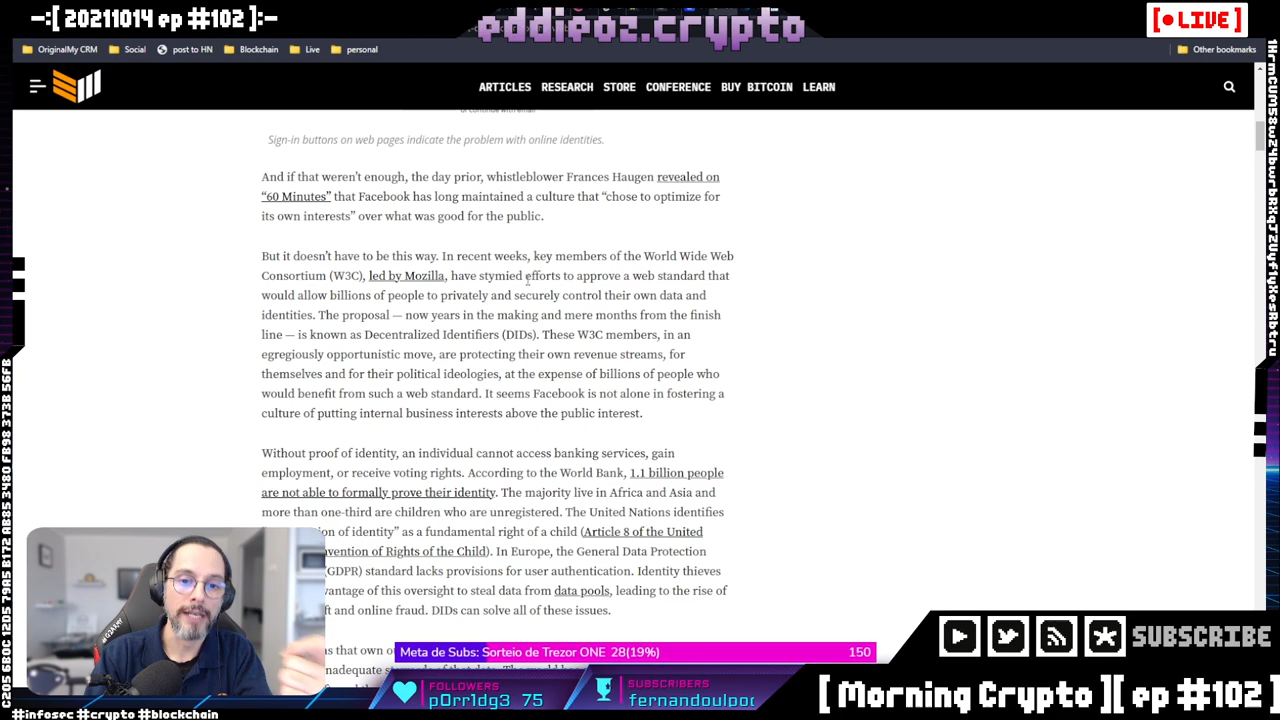 -:[ 20211014 ep #102 ]:-
eddiepoz.crypto
[ LIVE ]
OriginalMy CRM
Social
post to HN
Blockchain
Live
personal
Other bookmarks
ARTICLES RESEARCH STORE CONFERENCE BUY BITCOIN LEARN
or continue with email
Sign-in buttons on web pages indicate the problem with online identities.
And if that weren't enough, the day prior, whistleblower Frances Haugen revealed on
“60 Minutes” that Facebook has long maintained a culture that “chose to optimize for
its own interests” over what was good for the public.
But it doesn't have to be this way. In recent weeks, key members of the World Wide Web
Consortium (W3C), led by Mozilla, have stymied efforts to approve a web standard that
would allow billions of people to privately and securely control their own data and
identities. The proposal — now years in the making and mere months from the finish
line — is known as Decentralized Identifiers (DIDs). These W3C members, in an
egregiously opportunistic move, are protecting their own revenue streams, for
themselves and for their political ideologies, at the expense of billions of people who
would benefit from such a web standard. It seems Facebook is not alone in fostering a
culture of putting internal business interests above the public interest.
Without proof of identity, an individual cannot access banking services, gain
employment, or receive voting rights. According to the World Bank, 1.1 billion people
are not able to formally prove their identity. The majority live in Africa and Asia and
more than one-third are children who are unregistered. The United Nations identifies
of identity” as a fundamental right of a child (Article 8 of the United
of Rights of the Child). In Europe, the General Data Protection
(GDPR) standard lacks provisions for user authentication. Identity thieves
of this oversight to steal data from data pools, leading to the rise of
and online fraud. DIDs can solve all of these issues.
that own
Meta de Subs: Sorteio de Trezor ONE 28(19%) 150
FOLLOWERS
p0rr1dg3 75
SUBSCRIBERS
fernandoulpoc
SUBSCRIBE
[ Morning Crypto ][ ep #102 ]
#infosec #crypto #blockchain